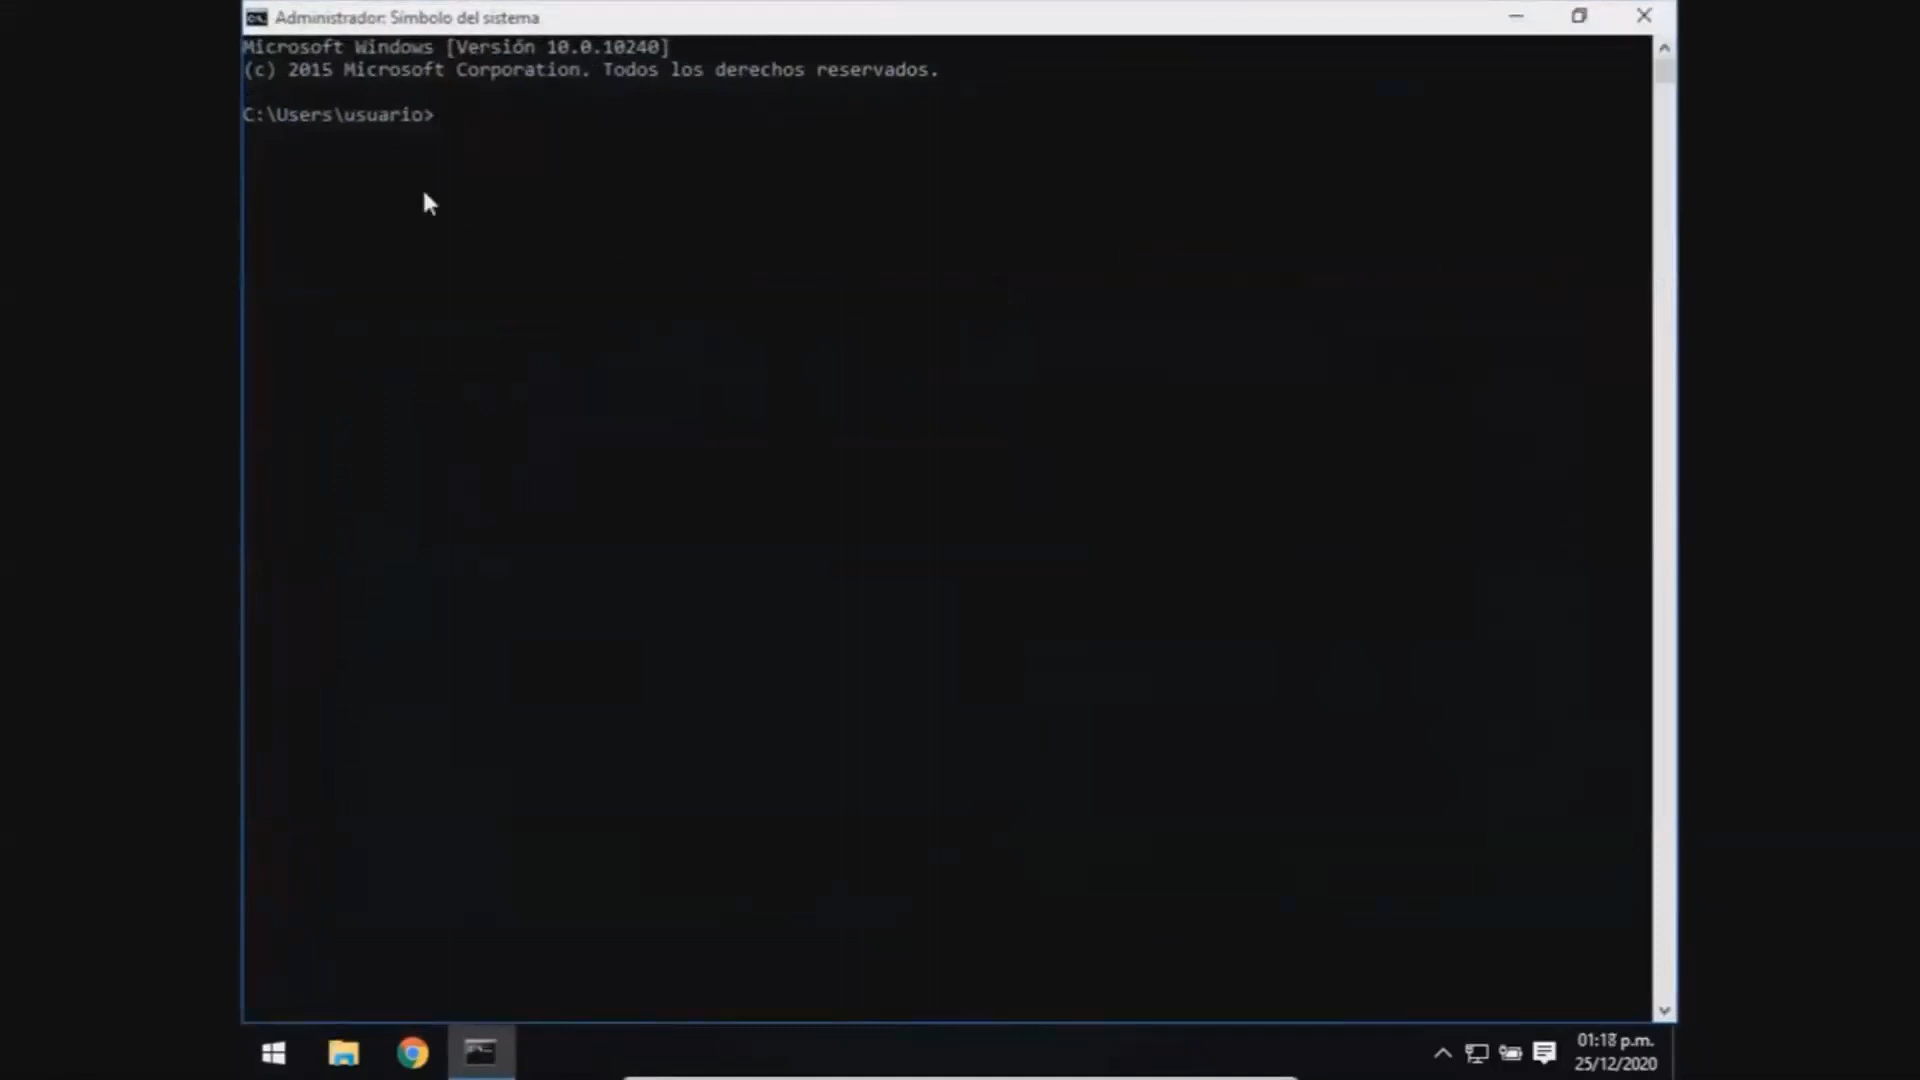 Administrador: Símbolo del sistema
Microsoft Windows [Versión 10.0.10240]
(c) 2015 Microsoft Corporation. Todos los derechos reservados.
C:\Users\usuario>
01:18 p.m.
25/12/2020